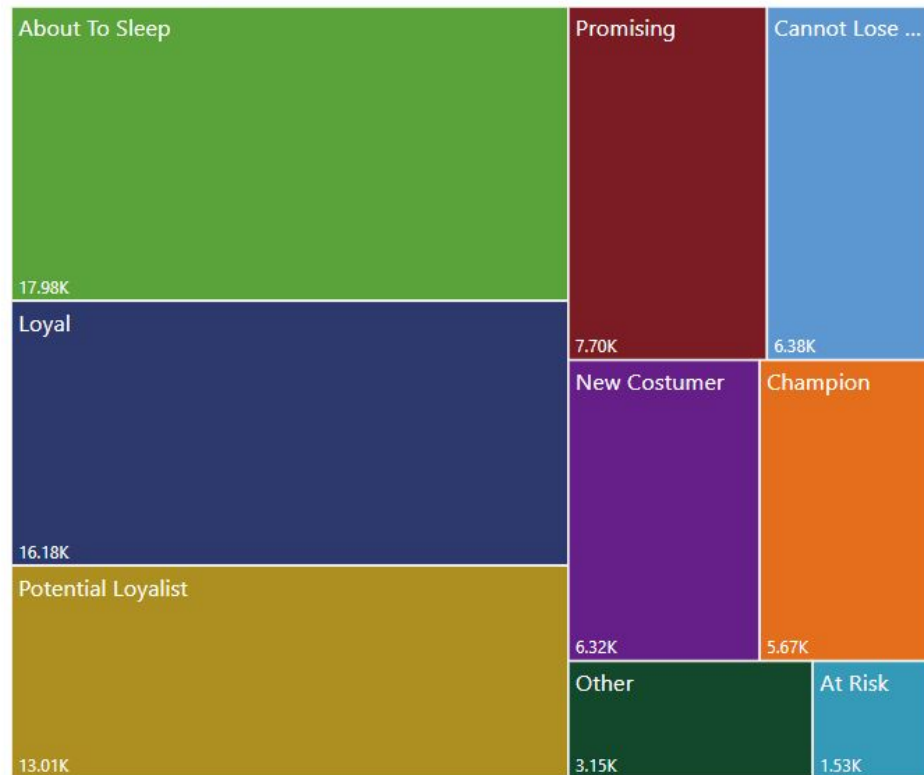 About To Sleep
17.98K
Loyal
16.18K
Potential Loyalist
13.01K
Promising
7.70K
Cannot Lose ...
6.38K
New Costumer
6.32K
Champion
5.67K
Other
3.15K
At Risk
1.53K